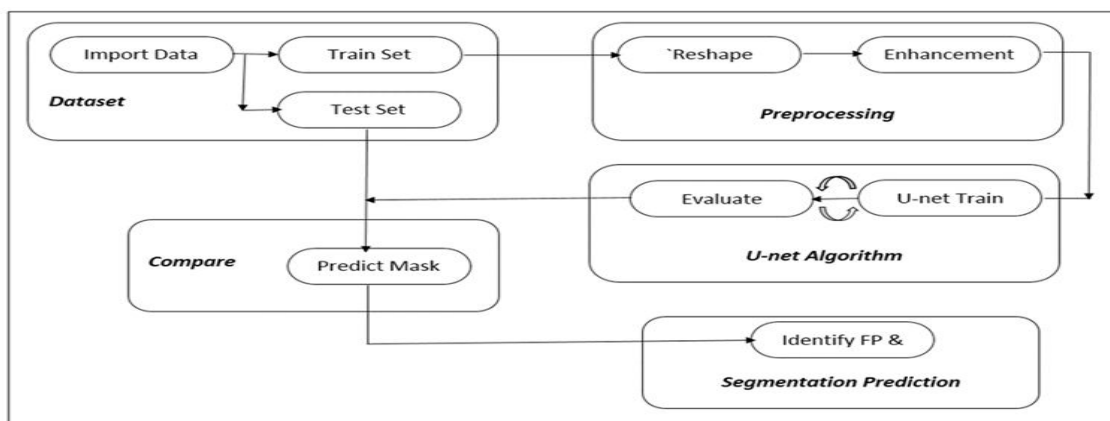 Import Data
Train Set
Test Set
Dataset
`Reshape
Enhancement
Preprocessing
Evaluate
U-net Train
U-net Algorithm
Compare
Predict Mask
Identify FP &
Segmentation Prediction